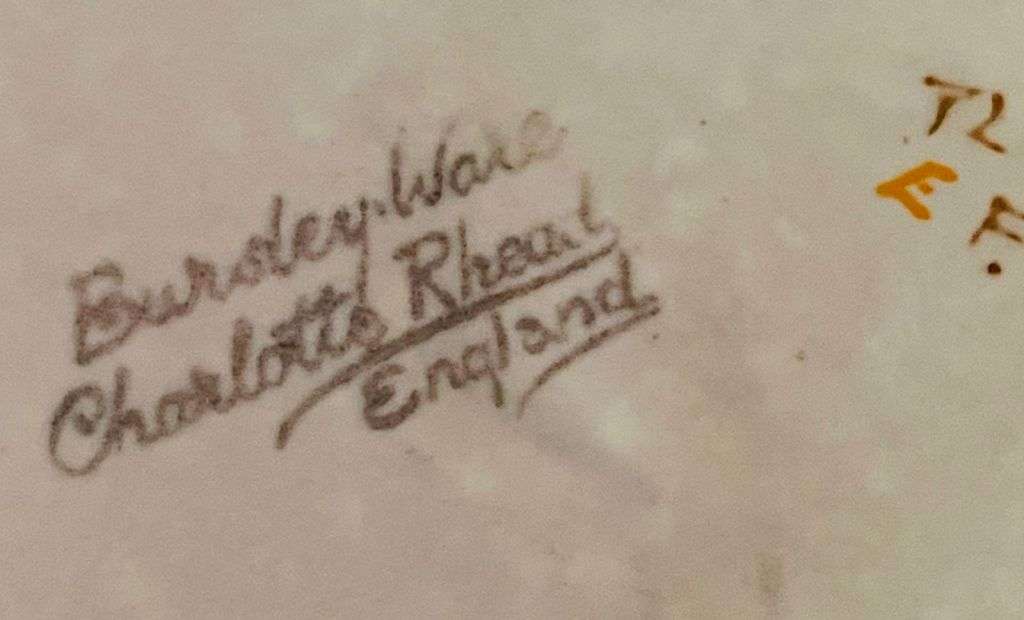 Bursley Ware
Charlotte Rhead
England
TL
E
F.